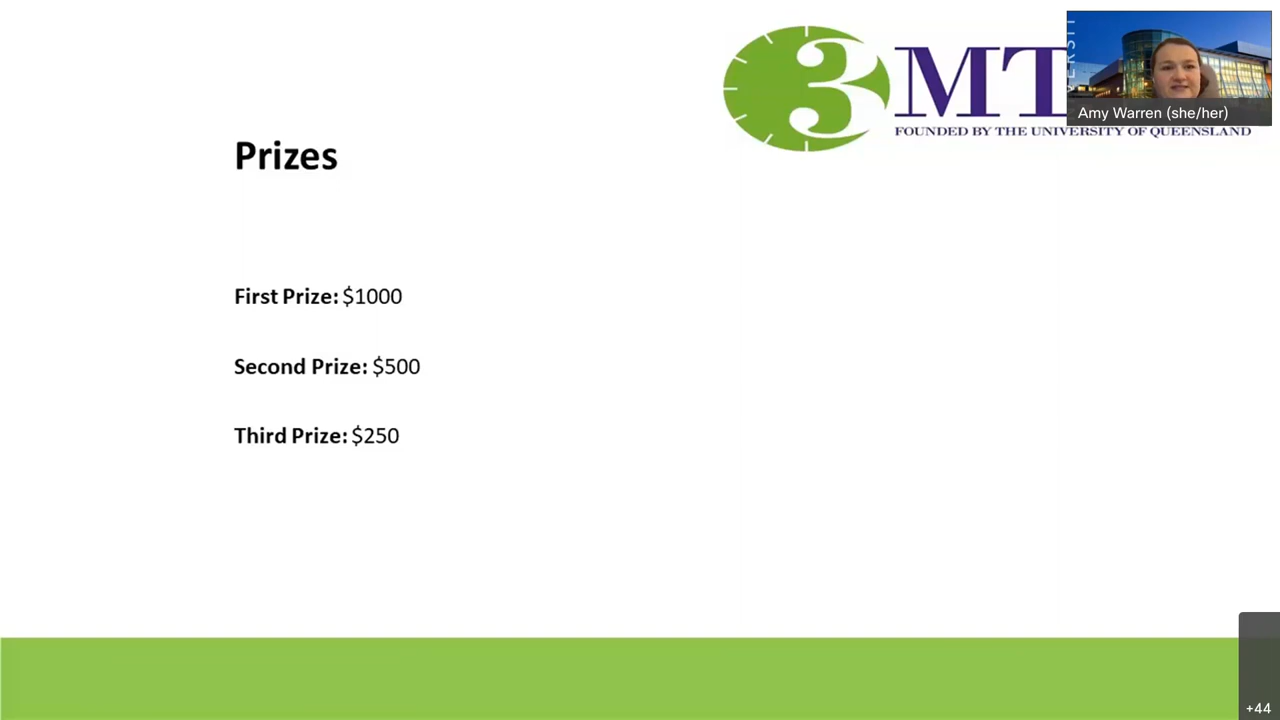 3MT
FOUNDED BY THE UNIVERSITY OF QUEENSLAND
VERSIT
Amy Warren (she/her)
Prizes
First Prize: $1000
Second Prize: $500
Third Prize: $250
+44